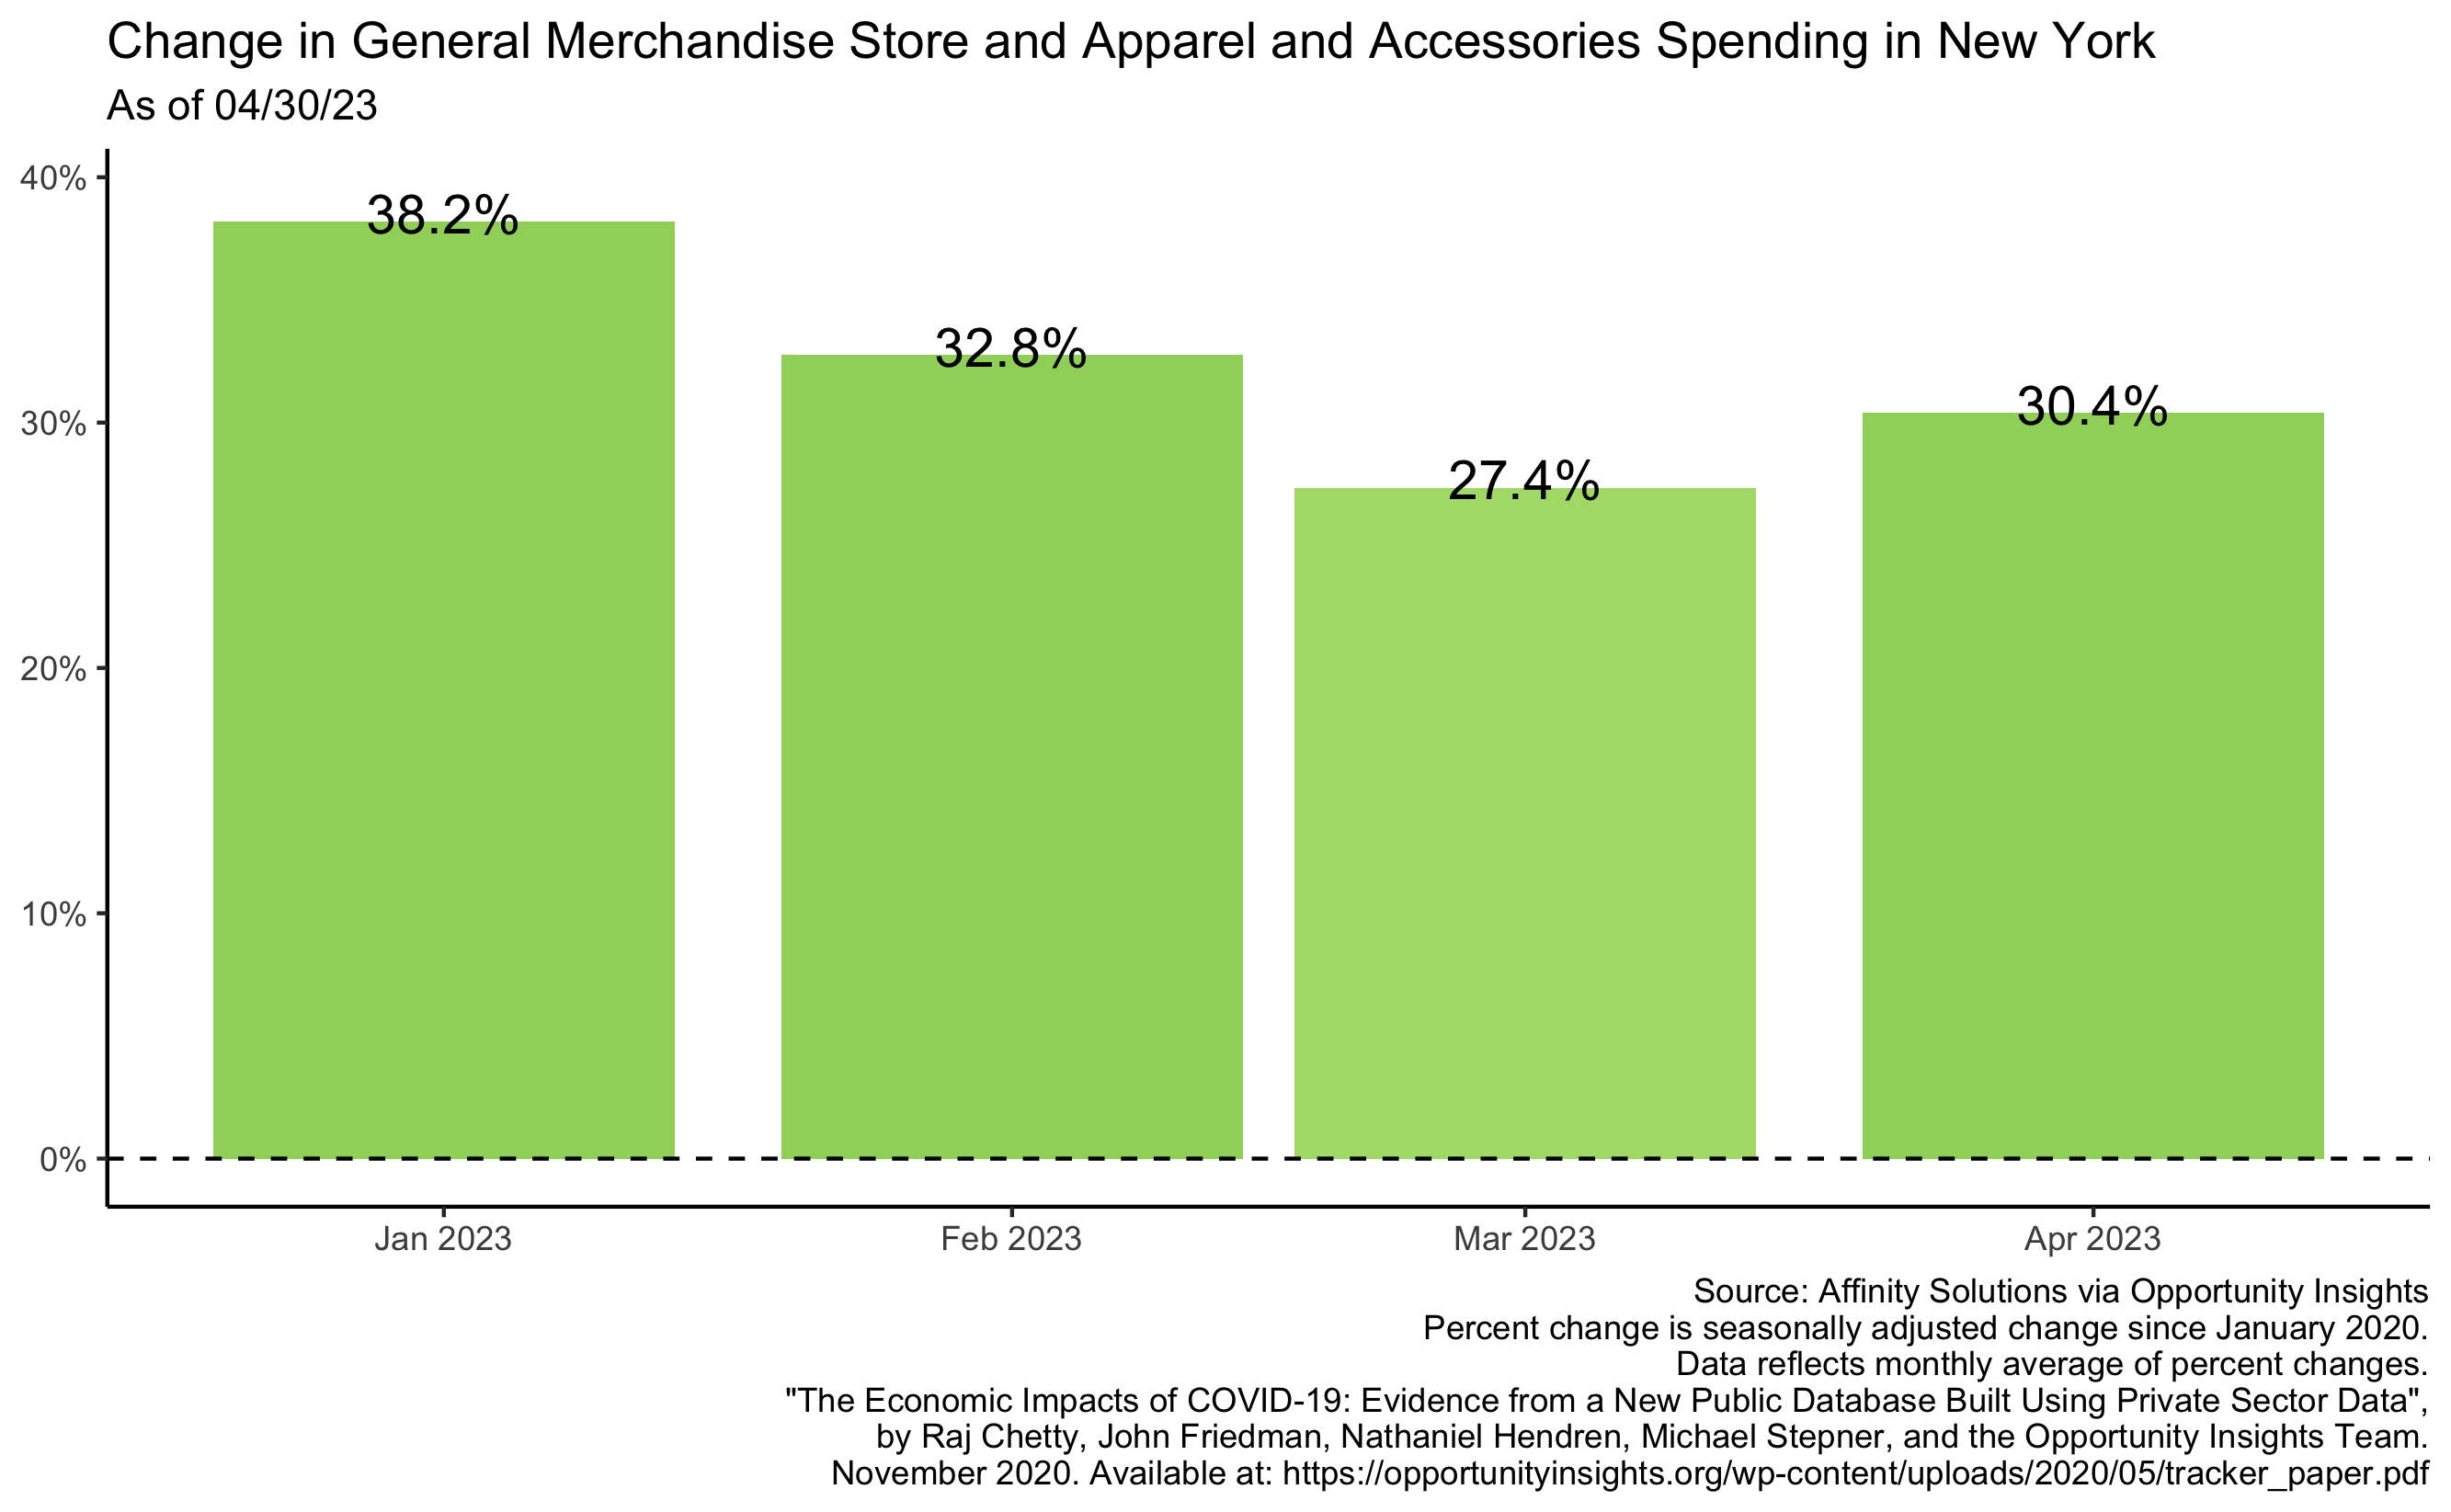 Change in General Merchandise Store and Apparel and Accessories Spending in New York
As of 04/30/23
40%
30%
20%
10%
0%
38.2%
32.8%
27.4%
30.4%
Jan 2023
Feb 2023
Mar 2023
Apr 2023
Source: Affinity Solutions via Opportunity Insights
Percent change is seasonally adjusted change since January 2020.
Data reflects monthly average of percent changes.
"The Economic Impacts of COVID-19: Evidence from a New Public Database Built Using Private Sector Data",
by Raj Chetty, John Friedman, Nathaniel Hendren, Michael Stepner, and the Opportunity Insights Team.
November 2020. Available at: https://opportunityinsights.org/wp-content/uploads/2020/05/tracker_paper.pdf